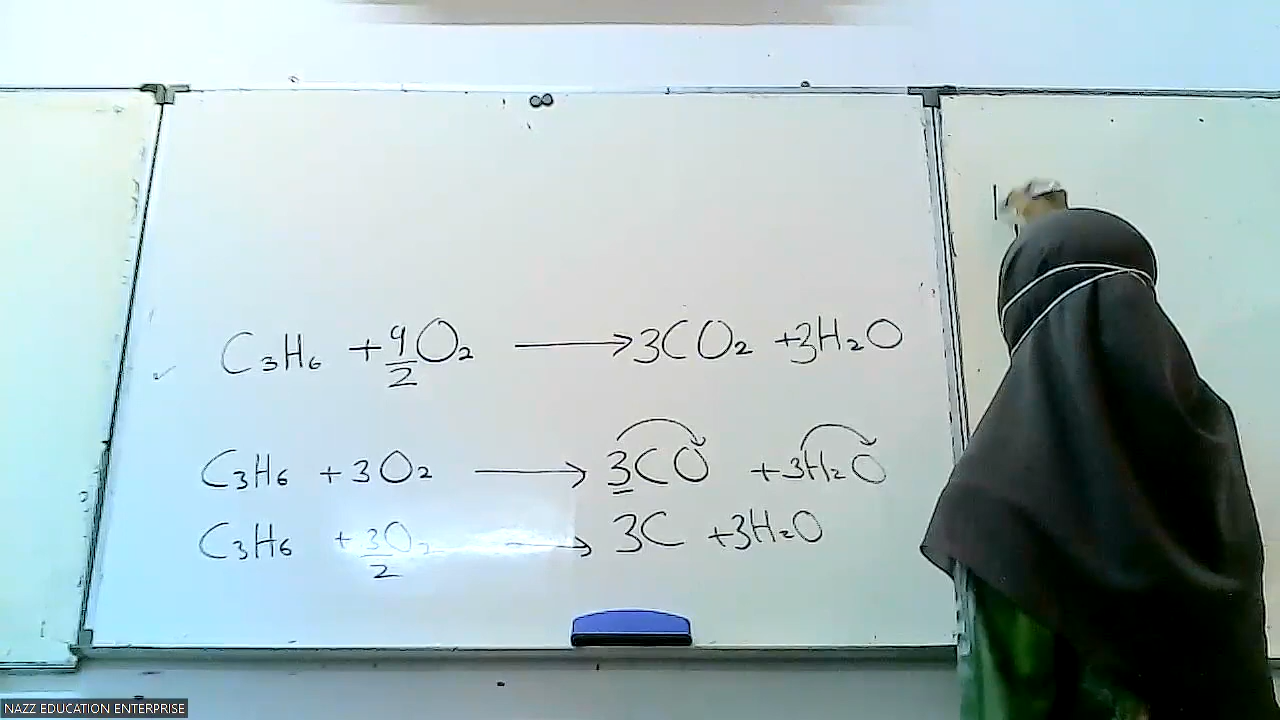 C₃H₆ + 9/2 O₂ → 3CO₂ + 3H₂O
C₃H₆ + 3O₂ → 3CO + 3H₂O
C₃H₆ + 3/2 O₂ → 3C + 3H₂O
NAZZ EDUCATION ENTERPRISE